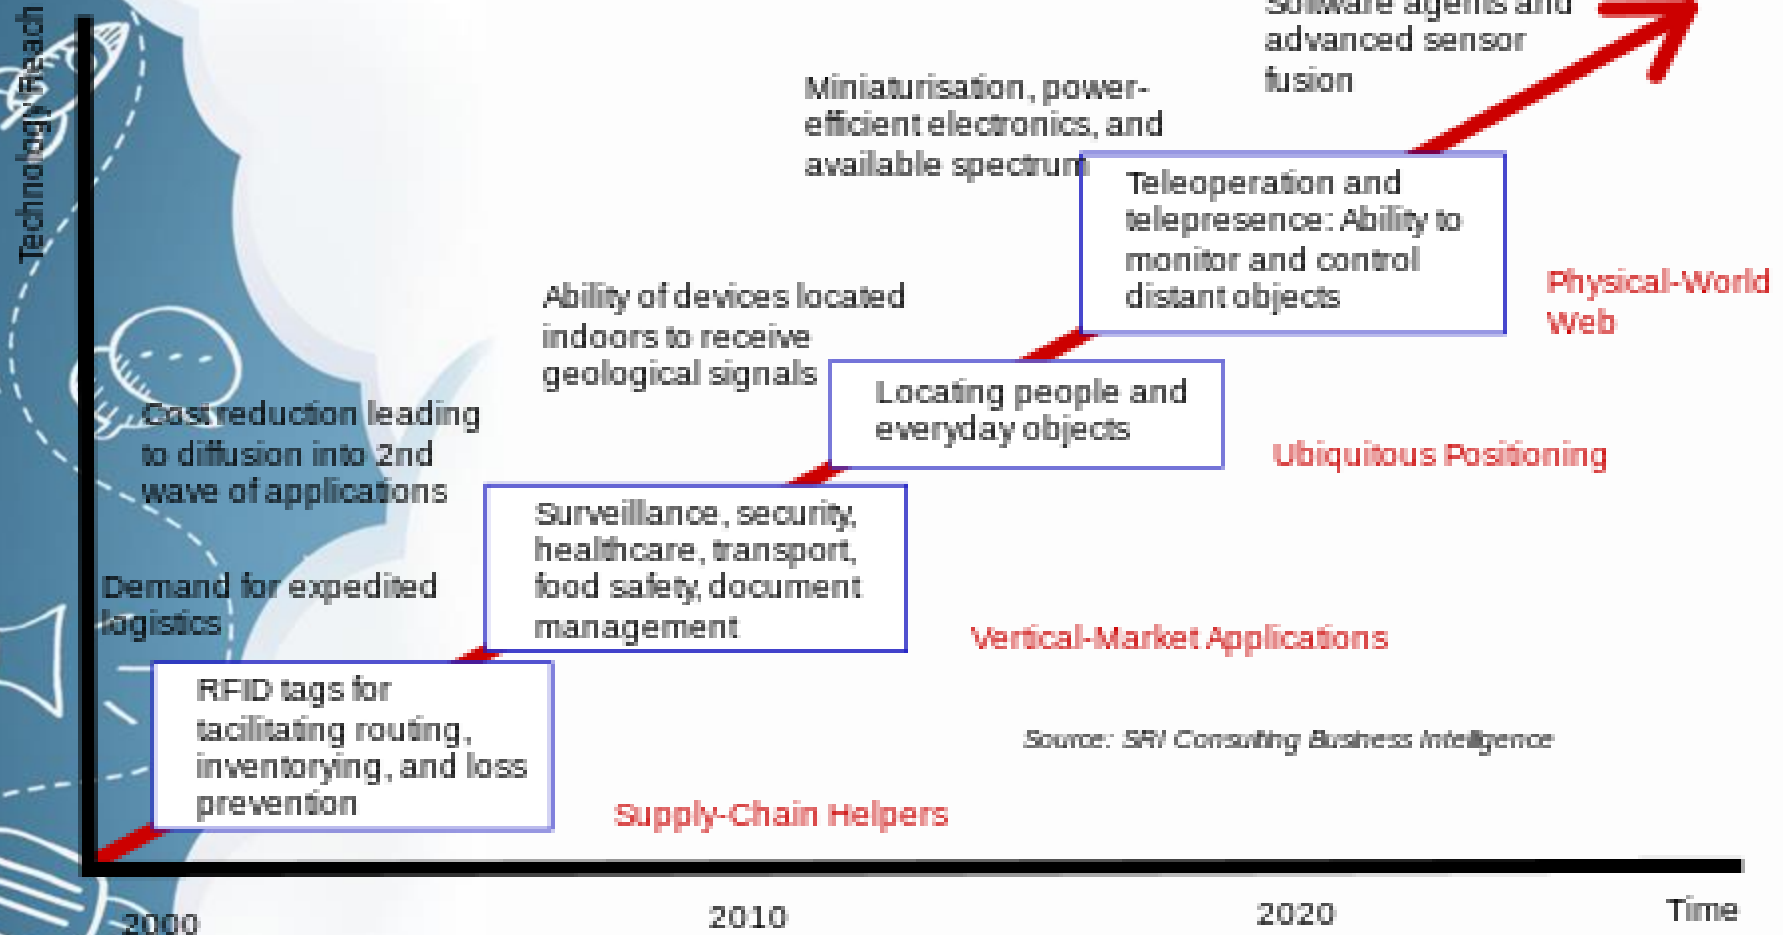 Technology Reach
Software agents and
advanced sensor
fusion
Miniaturisation, power-
efficient electronics, and
available spectrum
Teleoperation and
telepresence: Ability to
monitor and control
distant objects
Physical-World
Web
Ability of devices located
indoors to receive
geological signals
Locating people and
everyday objects
Ubiquitous Positioning
Cost reduction leading
to diffusion into 2nd
wave of applications
Surveillance, security,
healthcare, transport,
food safety, document
management
Vertical-Market Applications
Demand for expedited
logistics
RFID tags for
tacilitating routing,
inventorying, and loss
prevention
Supply-Chain Helpers
Source: SRI Consulting Business Intelligence
2000
2010
2020
Time